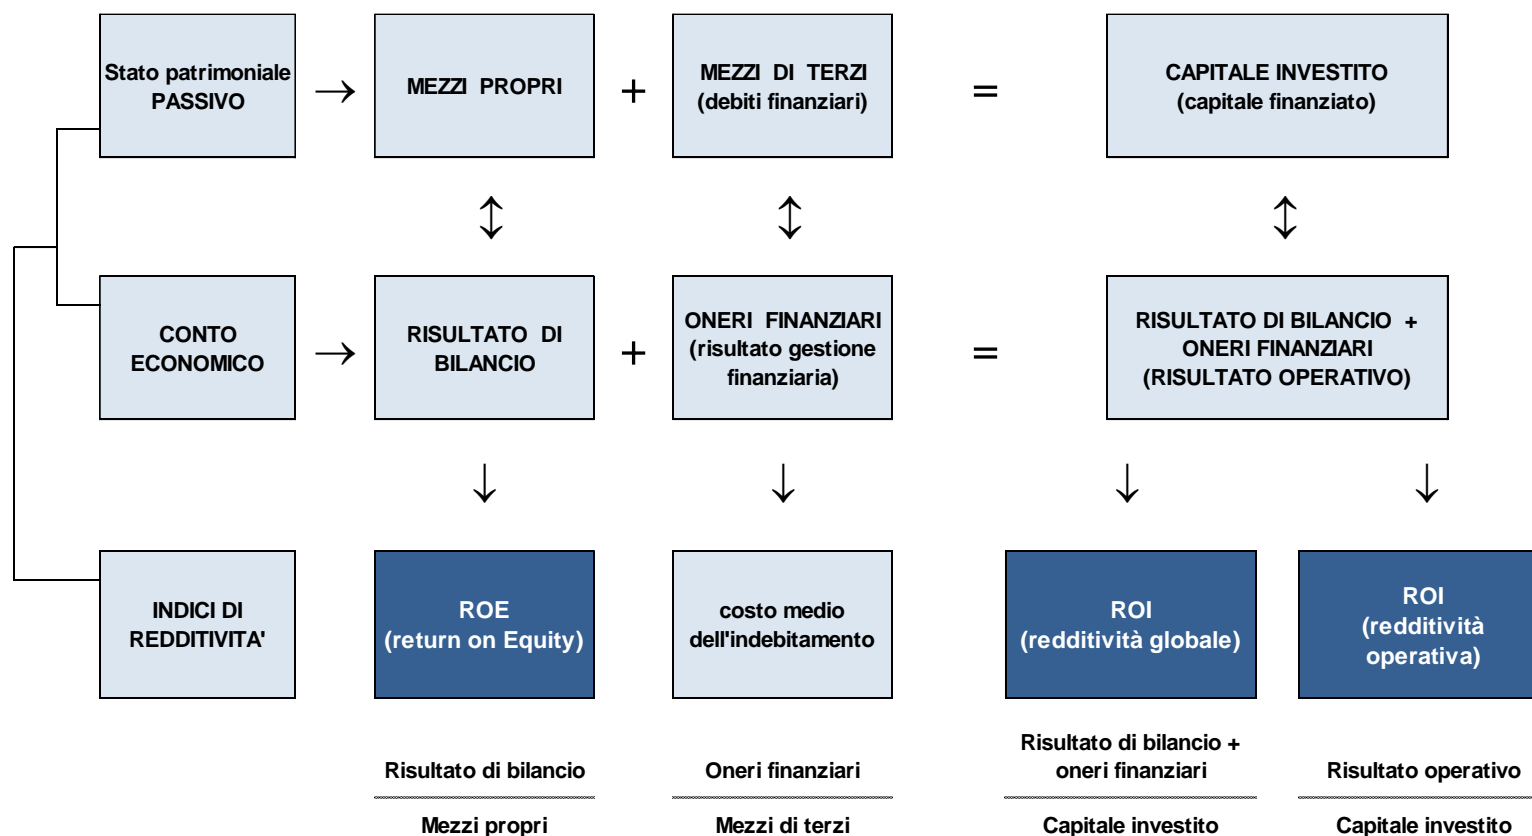 Stato patrimoniale
PASSIVO
→
MEZZI PROPRI
+
MEZZI DI TERZI
(debiti finanziari)
=
CAPITALE INVESTITO
(capitale finanziato)
CONTO
ECONOMICO
→
RISULTATO DI
BILANCIO
+
ONERI FINANZIARI
(risultato gestione
finanziaria)
=
RISULTATO DI BILANCIO +
ONERI FINANZIARI
(RISULTATO OPERATIVO)
INDICI DI
REDDITIVITA'
ROE
(return on Equity)
costo medio
dell'indebitamento
ROI
(redditività globale)
ROI
(redditività
operativa)
Risultato di bilancio
Mezzi propri
Oneri finanziari
Mezzi di terzi
Risultato di bilancio +
oneri finanziari
Capitale investito
Risultato operativo
Capitale investito